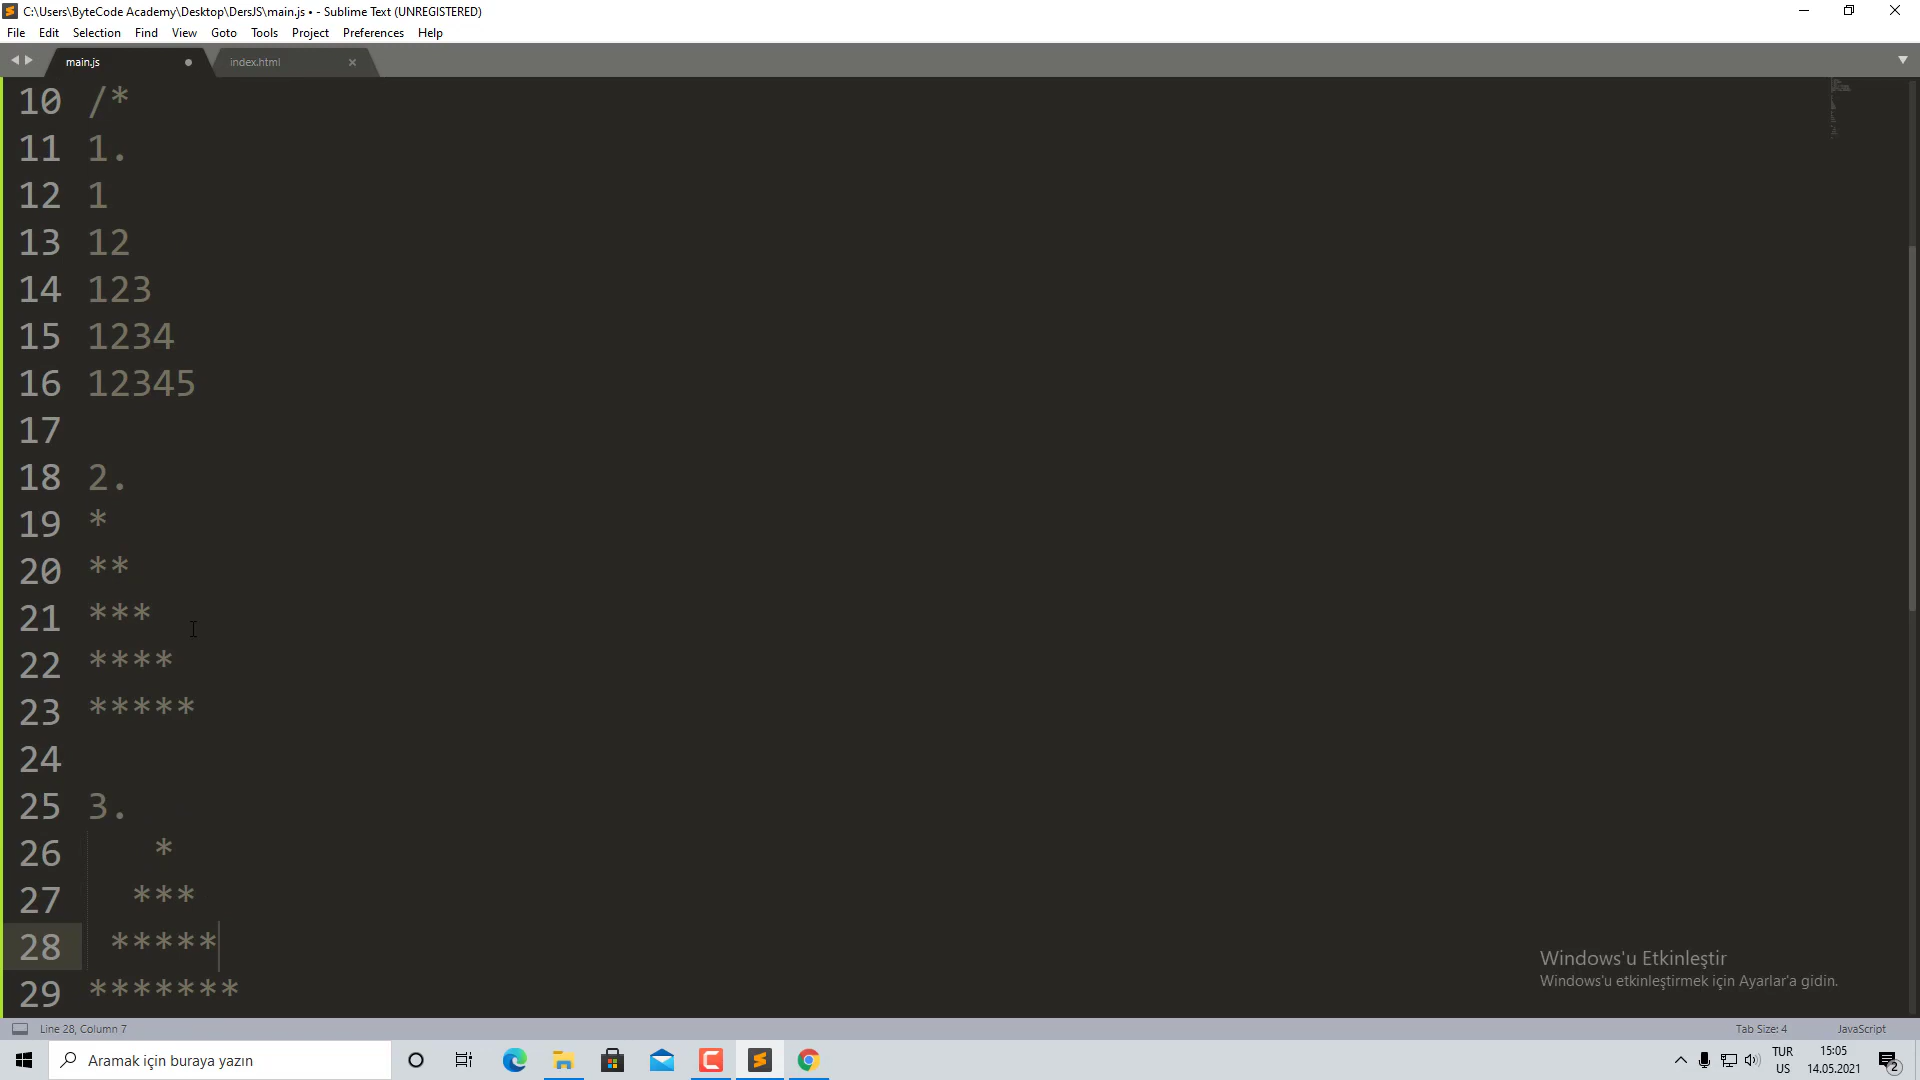 C:\Users\ByteCode Academy\Desktop\DersJS\main.js • - Sublime Text (UNREGISTERED)
File Edit Selection Find View Goto Tools Project Preferences Help
main.js index.html
10 /*
11 1.
12 1
13 12
14 123
15 1234
16 12345
17
18 2.
19 *
20 **
21 ***
22 ****
23 *****
24
25 3.
26    *
27   ***
28  *****
29 *******
Windows'u Etkinleştir
Windows'u etkinleştirmek için Ayarlar'a gidin.
Line 28, Column 7 Tab Size: 4 JavaScript
Aramak için buraya yazın
TUR
US
15:05
14.05.2021
2